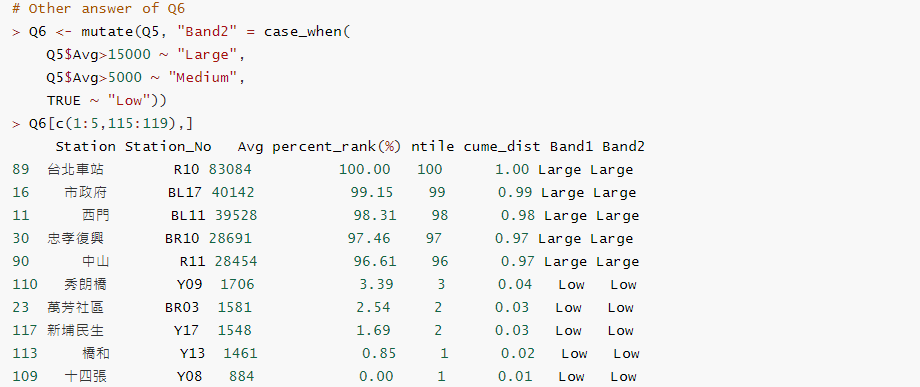 # Other answer of Q6
> Q6 <- mutate(Q5, "Band2" = case_when(
Q5$Avg>15000 ~ "Large",
Q5$Avg>5000 ~ "Medium",
TRUE ~ "Low"))
> Q6[c(1:5,115:119),]
Station Station_No Avg percent_rank(%) ntile cume_dist Band1 Band2
89 台北車站 R10 83084 100.00 100 1.00 Large Large
16 市政府 BL17 40142 99.15 99 0.99 Large Large
11 西門 BL11 39528 98.31 98 0.98 Large Large
30 忠孝復興 BR10 28691 97.46 97 0.97 Large Large
90 中山 R11 28454 96.61 96 0.97 Large Large
110 秀朗橋 Y09 1706 3.39 3 0.04 Low Low
23 萬芳社區 BR03 1581 2.54 2 0.03 Low Low
117 新埔民生 Y17 1548 1.69 2 0.03 Low Low
113 橋和 Y13 1461 0.85 1 0.02 Low Low
109 十四張 Y08 884 0.00 1 0.01 Low Low